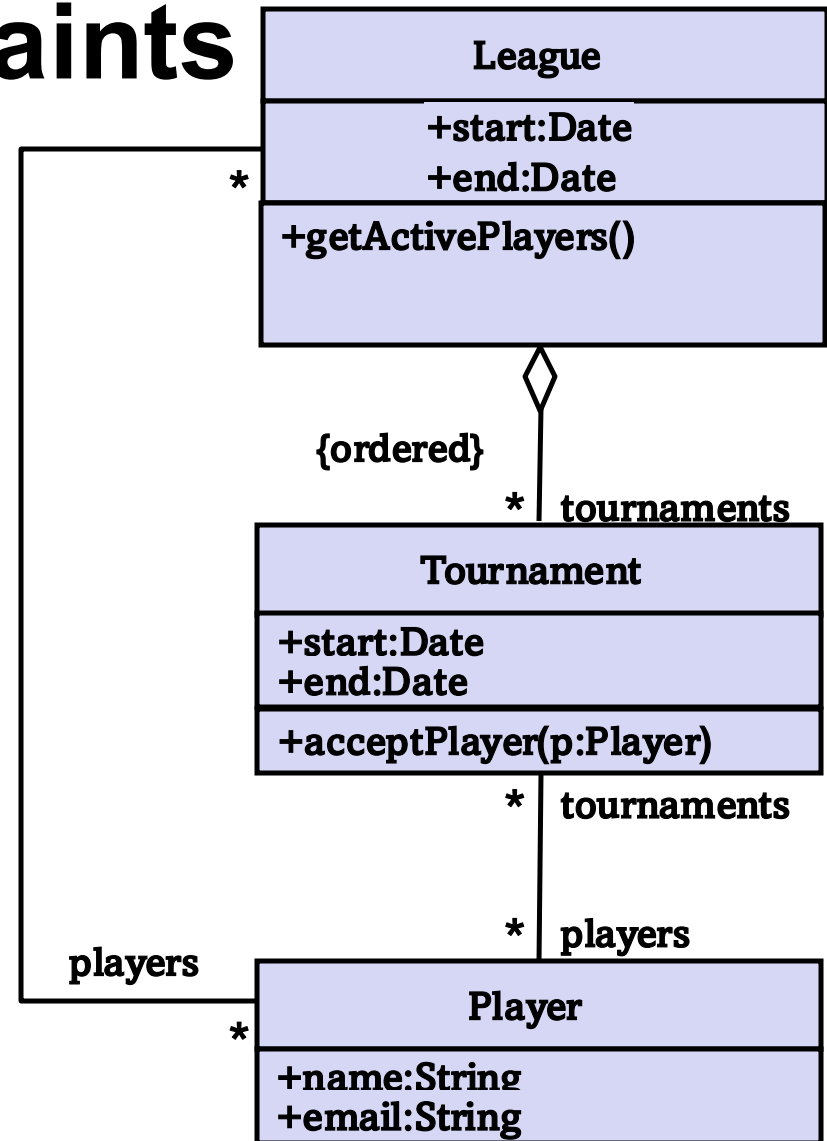 aints
League
+start:Date
+end:Date
*
+getActivePlayers()
{ordered}
* tournaments
Tournament
+start:Date
+end:Date
+acceptPlayer(p:Player)
* tournaments
* players
players
Player
*
+name:String
+email:String